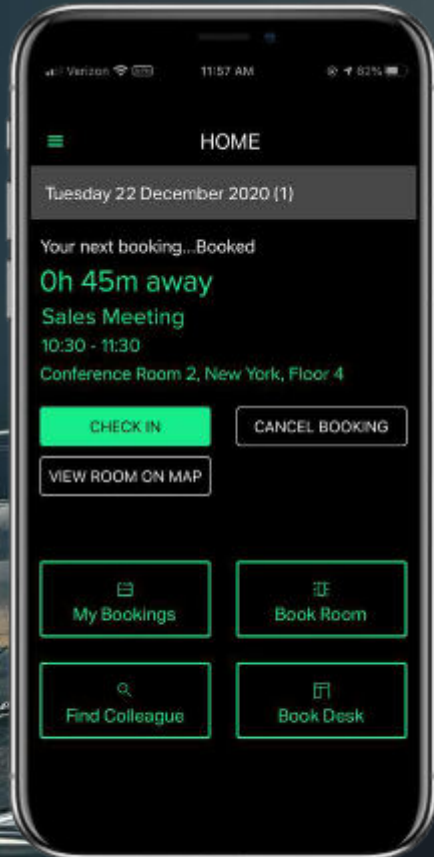 Verizon
11:57 AM
82%
HOME
Tuesday 22 December 2020 (1)
Your next booking...Booked
0h 45m away
Sales Meeting
10:30 - 11:30
Conference Room 2, New York, Floor 4
CHECK IN
CANCEL BOOKING
VIEW ROOM ON MAP
My Bookings
Book Room
Find Colleague
Book Desk